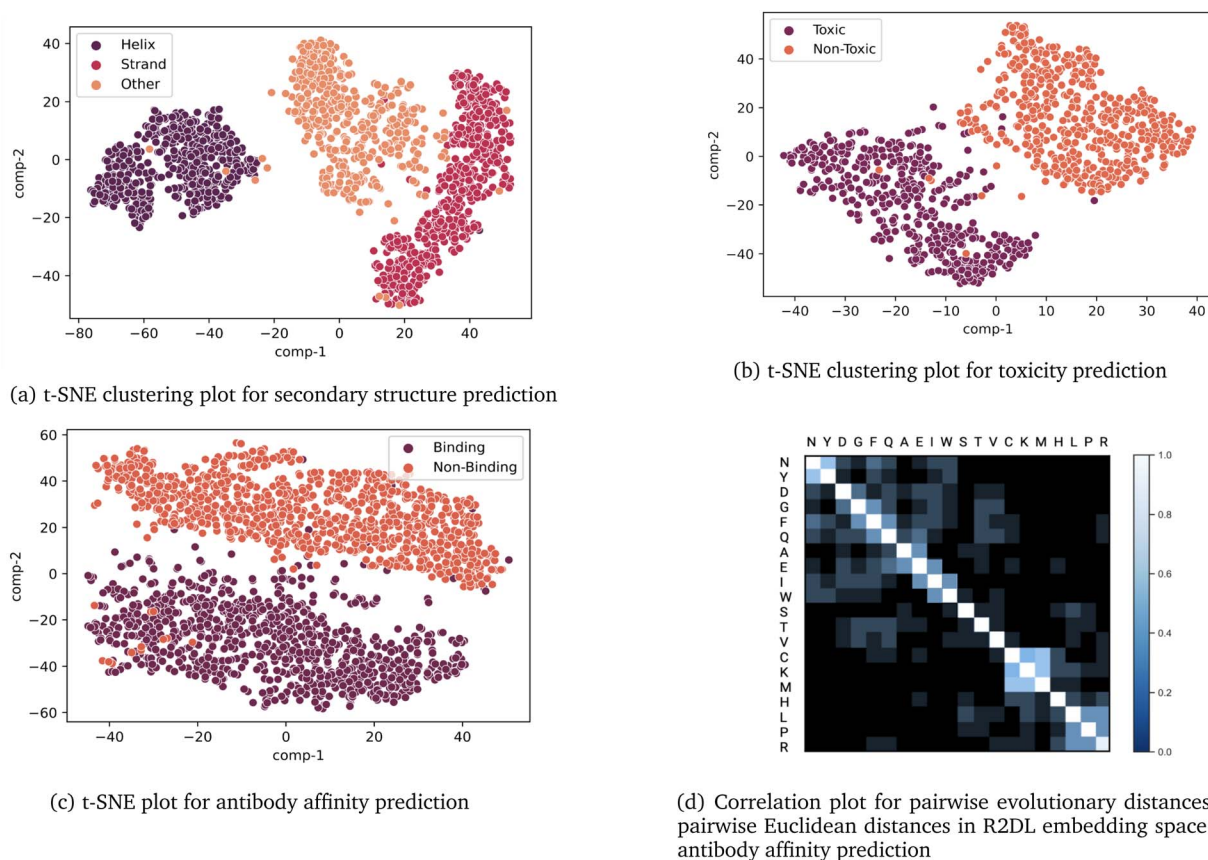 40
20
0
−20
−40
comp-2
Helix
Strand
Other
−80 −60 −40 −20 0 20 40
comp-1
(a) t-SNE clustering plot for secondary structure prediction
40
20
0
−20
−40
comp-2
Toxic
Non-Toxic
−42 −20 −20 −10 0 10 20 30 40
comp-1
(b) t-SNE clustering plot for toxicity prediction
60
40
20
0
−20
−40
−60
comp-2
Binding
Non-Binding
−40 −20 0 20 40
comp-1
(c) t-SNE plot for antibody affinity prediction
N Y D G F Q A E I W S T V C K M H L P R
N
Y
D
G
F
Q
A
E
I
W
S
T
V
C
K
M
H
L
P
R
1.0
0.8
0.6
0.4
0.2
0.0
(d) Correlation plot for pairwise evolutionary distances
pairwise Euclidean distances in R2DL embedding space
antibody affinity prediction